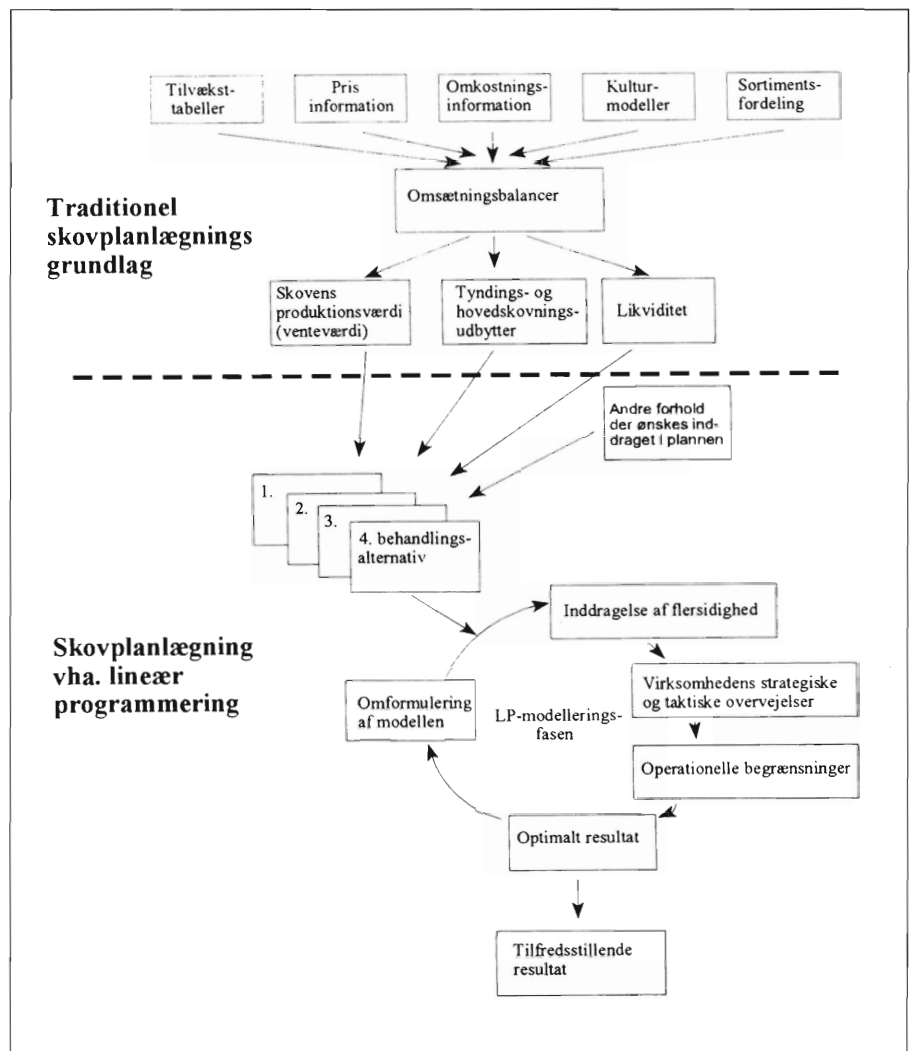 Tilvækst-
tabeller
Pris
information
Omkostnings-
information
Kultur-
modeller
Sortiments-
fordeling
Omsætningsbalancer
Traditionel
skovplanlægnings
grundlag
Skovens
produktionsværdi
(venteværdi)
Tyndings- og
hovedskovnings-
udbytter
Likviditet
Andre forhold
der ønskes ind-
draget i plannen
1.
2.
3.
4. behandlings-
alternativ
Inddragelse af flersidighed
Skovplanlægning
vha. lineær
programmering
Omformulering
af modellen
LP-modellerings-
fasen
Virksomhedens strategiske
og taktiske overvejelser
Operationelle begrænsninger
Optimalt resultat
Tilfredsstillende
resultat